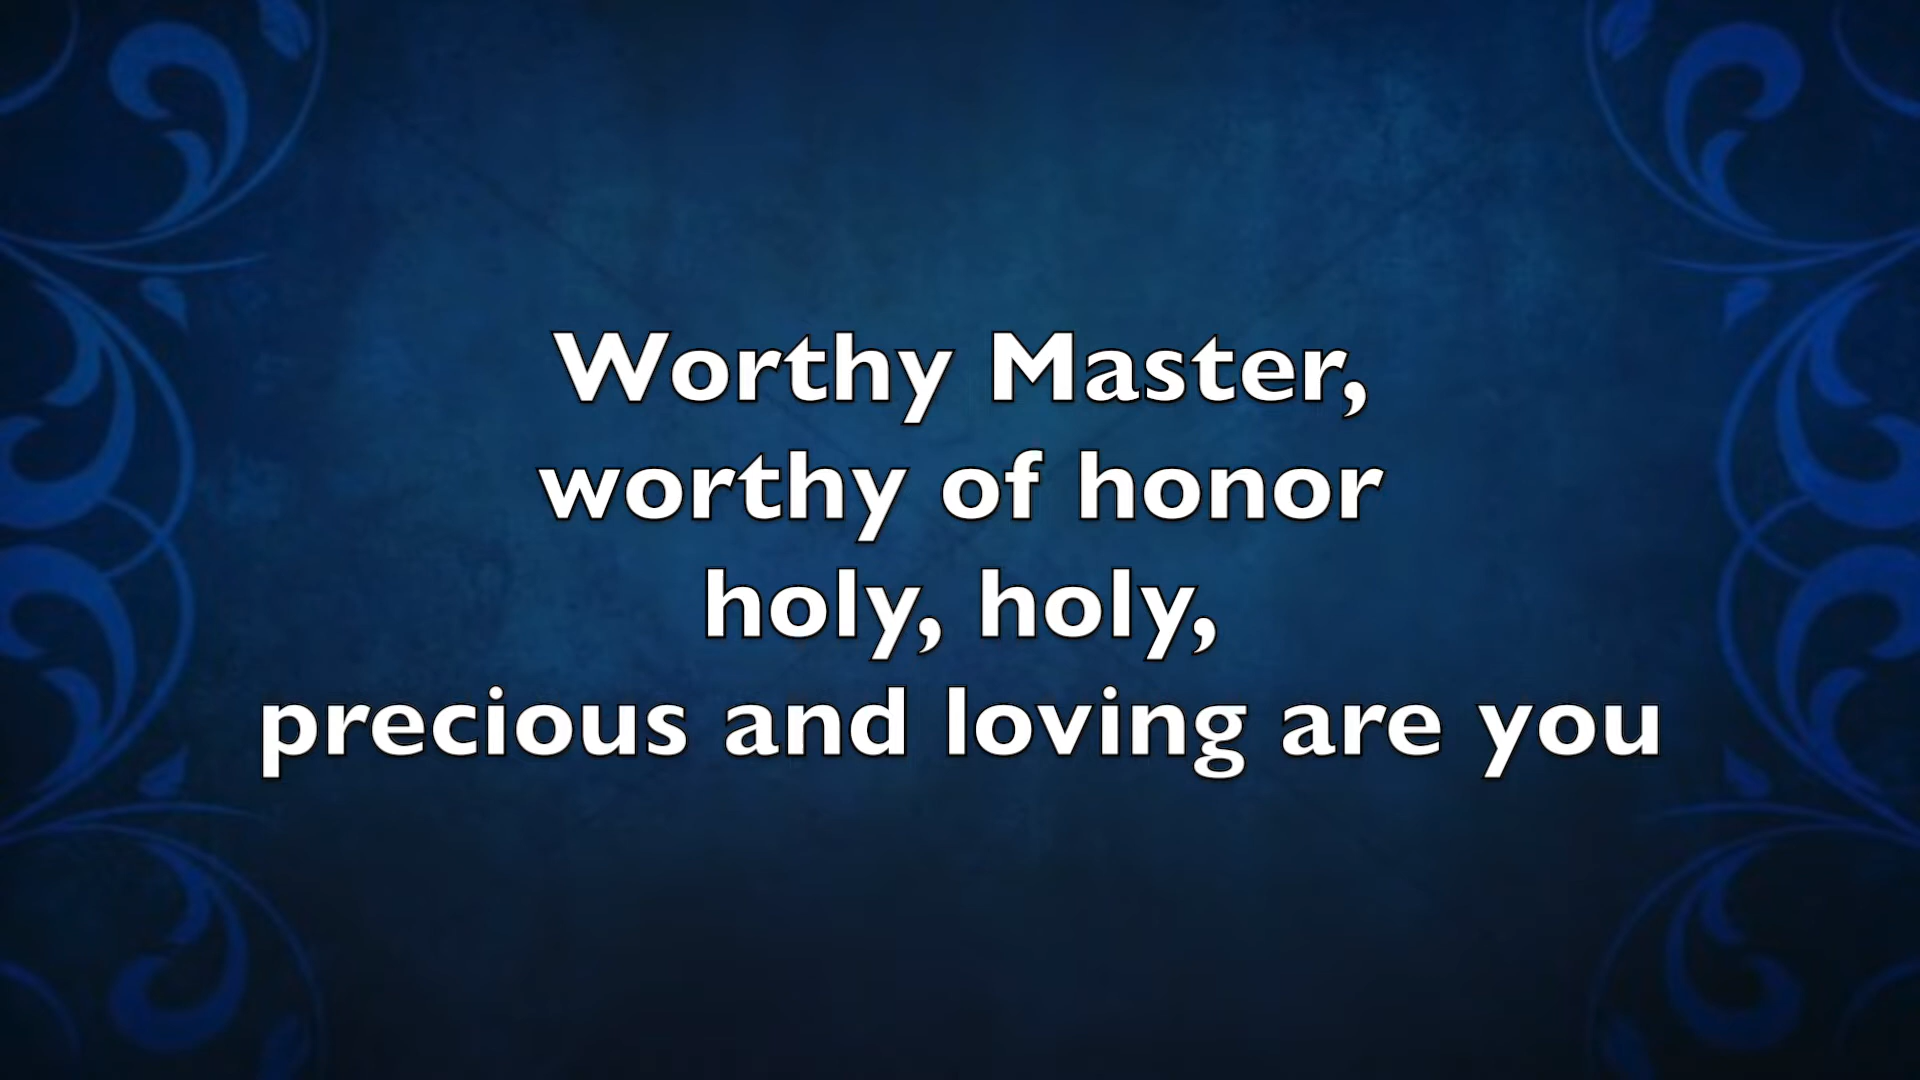 Worthy Master,
worthy of honor
holy, holy,
precious and loving are you